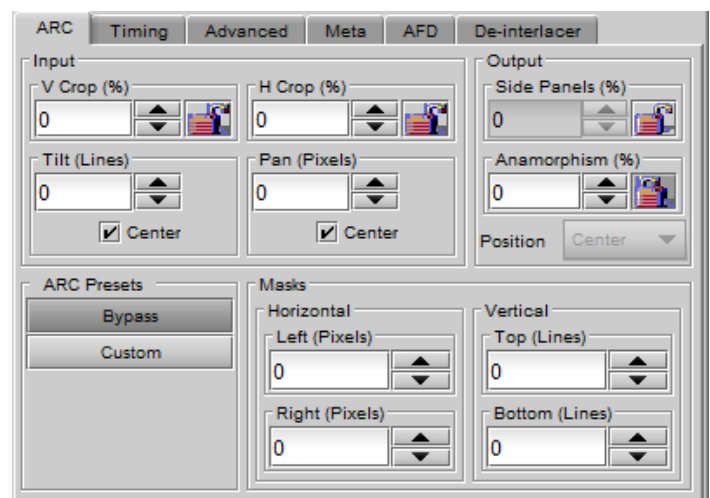 ARC Timing Advanced Meta AFD De-interlacer
Input Output
V Crop (%) H Crop (%) Side Panels (%)
0 0 0
Tilt (Lines) Pan (Pixels) Anamorphism (%)
0 0 0
Center Center Position Center
ARC Presets Masks
Bypass Horizontal Vertical
Custom Left (Pixels) Top (Lines)
0 0
Right (Pixels) Bottom (Lines)
0 0